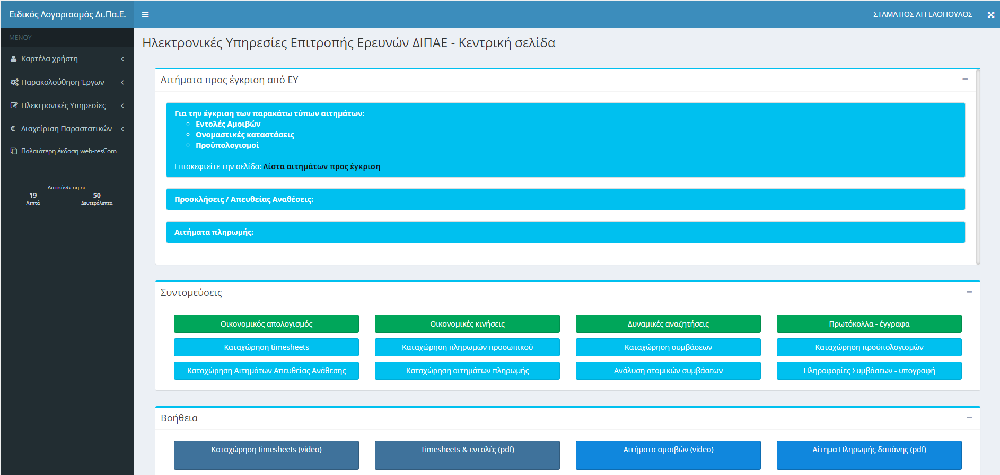 Ειδικός Λογαριασμός Δι.Πα.Ε.
ΣΤΑΜΑΤΙΟΣ ΑΓΓΕΛΟΠΟΥΛΟΣ
ΜΕΝΟΥ
Καρτέλα χρήστη
Παρακολούθηση Έργων
Ηλεκτρονικές Υπηρεσίες
Διαχείριση Παραστατικών
Παλαιότερη έκδοση web-resCom
Αποσύνδεση σε:
19 50
Λεπτά Δευτερόλεπτα
Ηλεκτρονικές Υπηρεσίες Επιτροπής Ερευνών ΔΙΠΑΕ - Κεντρική σελίδα
Αιτήματα προς έγκριση από ΕΥ
Για την έγκριση των παρακάτω τύπων αιτημάτων:
Εντολές Αμοιβών
Ονομαστικές καταστάσεις
Προϋπολογισμοί
Επισκεφτείτε την σελίδα: Λίστα αιτημάτων προς έγκριση
Προσκλήσεις / Απευθείας Αναθέσεις:
Αιτήματα πληρωμής:
Συντομεύσεις
Οικονομικός απολογισμός Οικονομικές κινήσεις Δυναμικές αναζητήσεις Πρωτόκολλα - έγγραφα
Καταχώρηση timesheets Καταχώρηση πληρωμών προσωπικού Καταχώρηση συμβάσεων Καταχώρηση προϋπολογισμών
Καταχώρηση Αιτημάτων Απευθείας Ανάθεσης Καταχώρηση αιτημάτων πληρωμής Ανάλυση ατομικών συμβάσεων Πληροφορίες Συμβάσεων - υπογραφή
Βοήθεια
Καταχώρηση timesheets (video) Timesheets & εντολές (pdf) Αιτήματα αμοιβών (video) Αίτημα Πληρωμής δαπάνης (pdf)